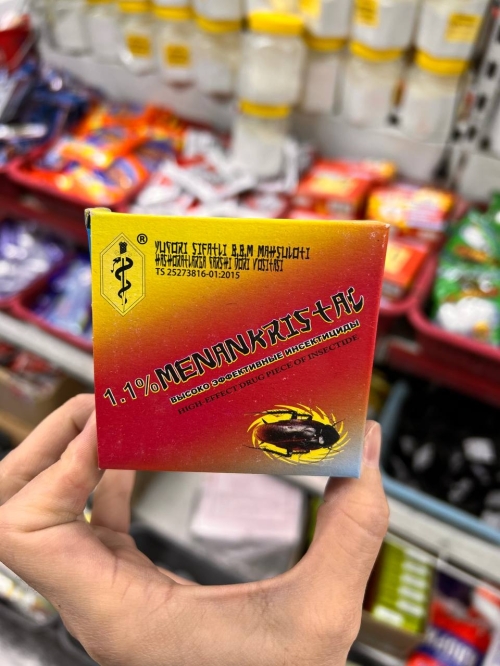 YUQORI SIFATLI B.B.M MAHSULOTI
HASHORATLARGA QARSHI DORI VOSITASI
TS 25273816-01:2015
1.1% MENANKRISTAL
ВЫСОКО ЭФФЕКТИВНЫЕ ИНСЕКТИЦИДЫ
HIGH-EFFECT DRUG PIECE OF INSECTIDE